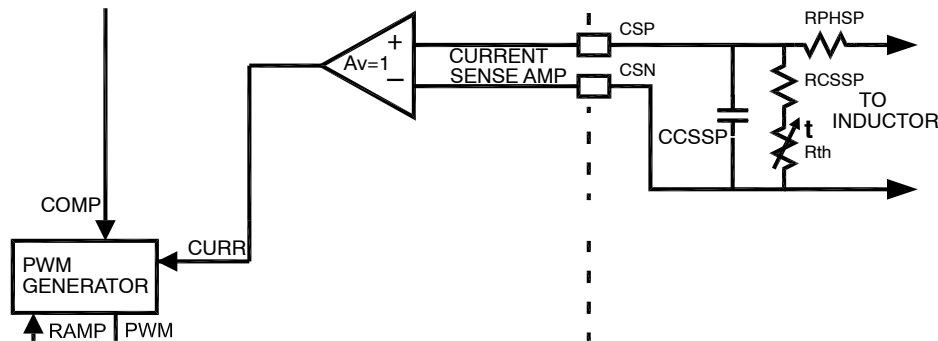 CSP
RPHSP
+
Av=1
−
CURRENT
SENSE AMP
CSN
RCSSP
TO
INDUCTOR
CCSSP
t
Rth
COMP
CURR
PWM
GENERATOR
RAMP
PWM